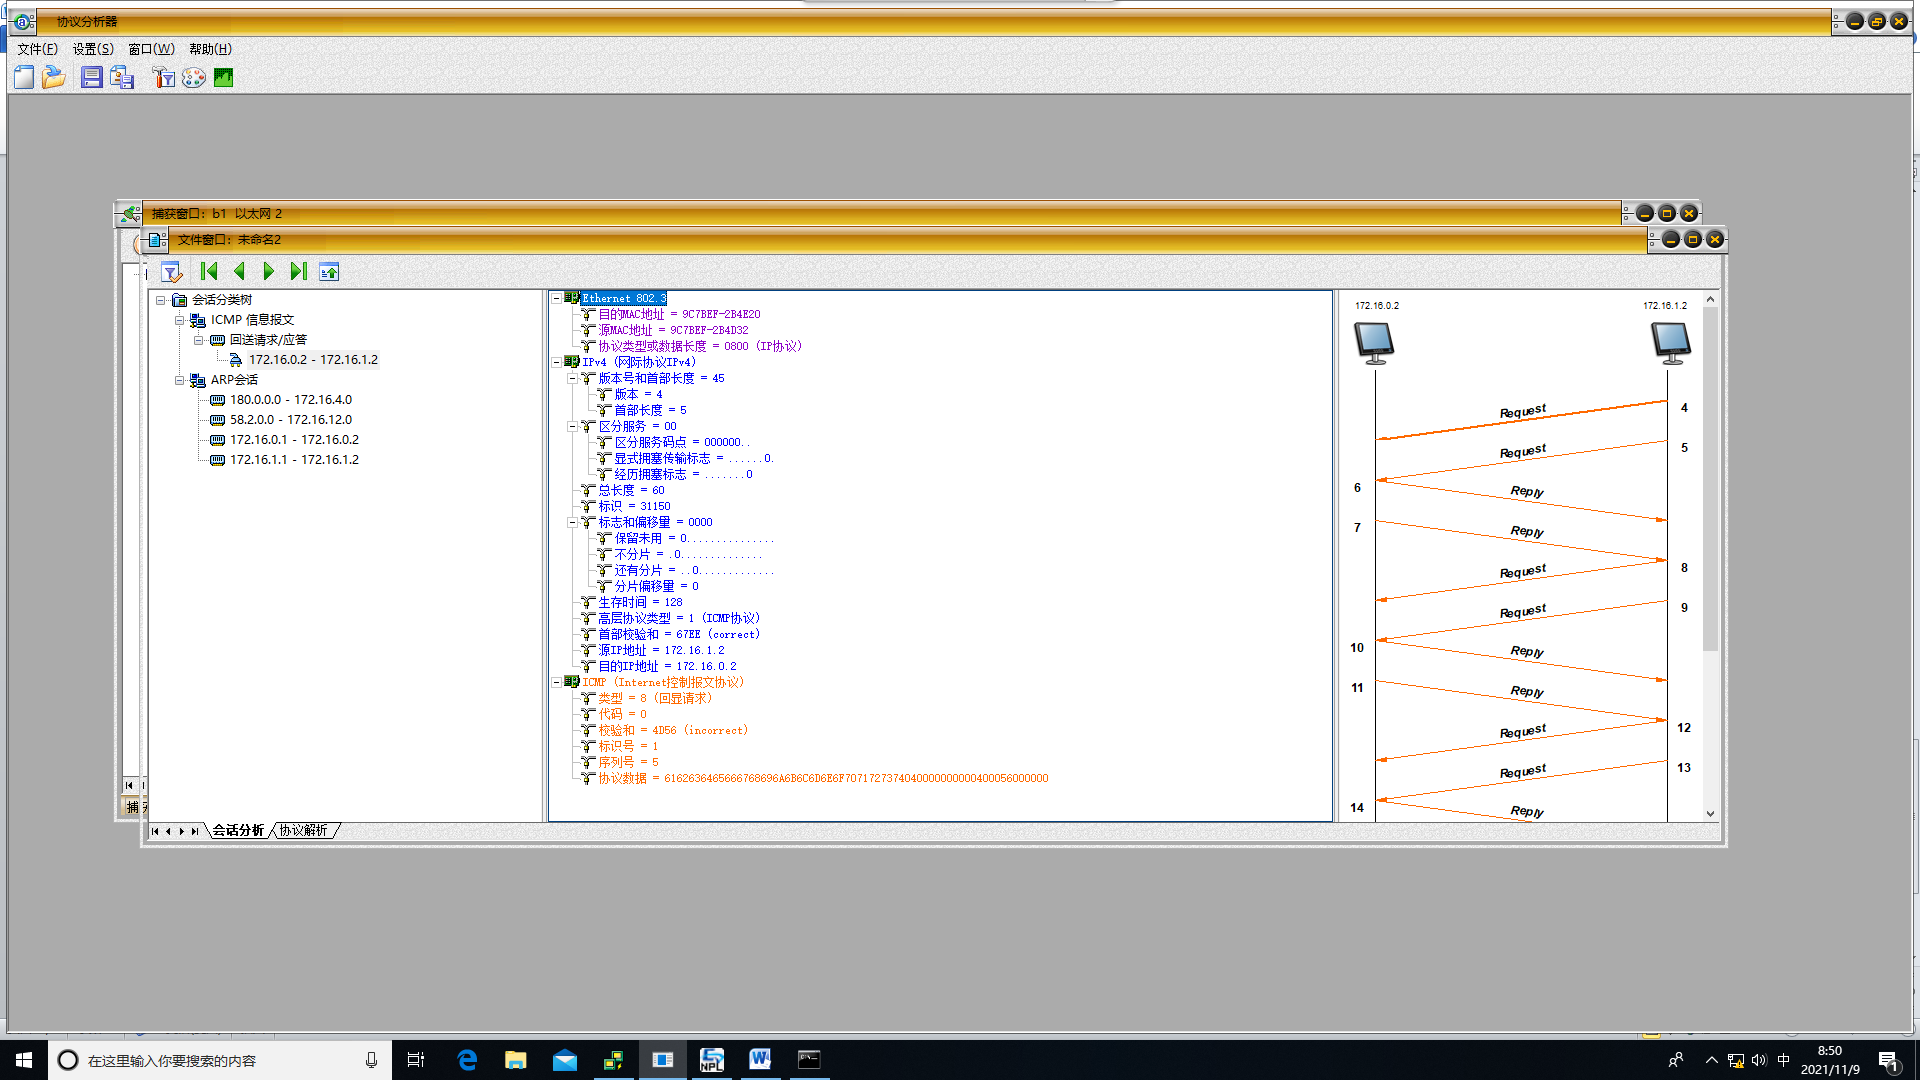 协议分析器
文件(F) 设置(S) 窗口(W) 帮助(H)
捕获窗口: b1 以太网 2
文件窗口: 未命名2
会话分类树
ICMP 信息报文
回送请求/应答
172.16.0.2 - 172.16.1.2
ARP会话
180.0.0.0 - 172.16.4.0
58.2.0.0 - 172.16.12.0
172.16.0.1 - 172.16.0.2
172.16.1.1 - 172.16.1.2
会话分析 协议解析
Ethernet 802.3
目的MAC地址 = 9C7BEF-2B4E20
源MAC地址 = 9C7BEF-2B4D32
协议类型或数据长度 = 0800 (IP协议)
IPv4 (网际协议IPv4)
版本号和首部长度 = 45
版本 = 4
首部长度 = 5
区分服务 = 00
区分服务码点 = 000000..
显式拥塞传输标志 = ......0.
经历拥塞标志 = .......0
总长度 = 60
标识 = 31150
标志和偏移量 = 0000
保留未用 = 0...............
不分片 = .0..............
还有分片 = ..0.............
分片偏移量 = 0
生存时间 = 128
高层协议类型 = 1 (ICMP协议)
首部校验和 = 67EE (correct)
源IP地址 = 172.16.1.2
目的IP地址 = 172.16.0.2
ICMP (Internet控制报文协议)
类型 = 8 (回显请求)
代码 = 0
校验和 = 4D56 (incorrect)
标识号 = 1
序列号 = 5
172.16.0.2 172.16.1.2
Request 4
Request 5
6 Reply
7 Reply
Request 8
Request 9
10 Reply
11 Reply
Request 12
Request 13
14 Reply
捕
在这里输入你要搜索的内容
NPL
中
8:50
2021/11/9
1